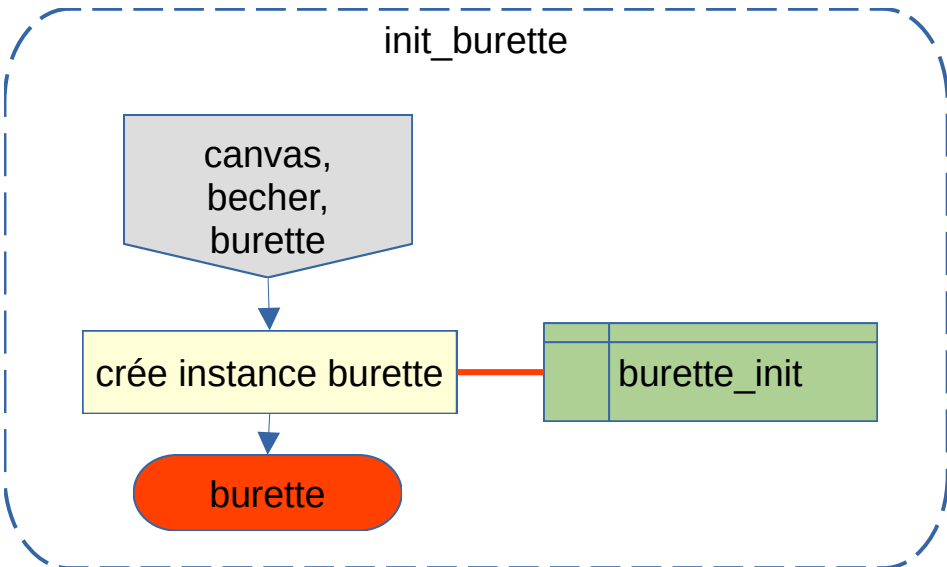 init_burette
canvas,
becher,
burette
crée instance burette
burette_init
burette